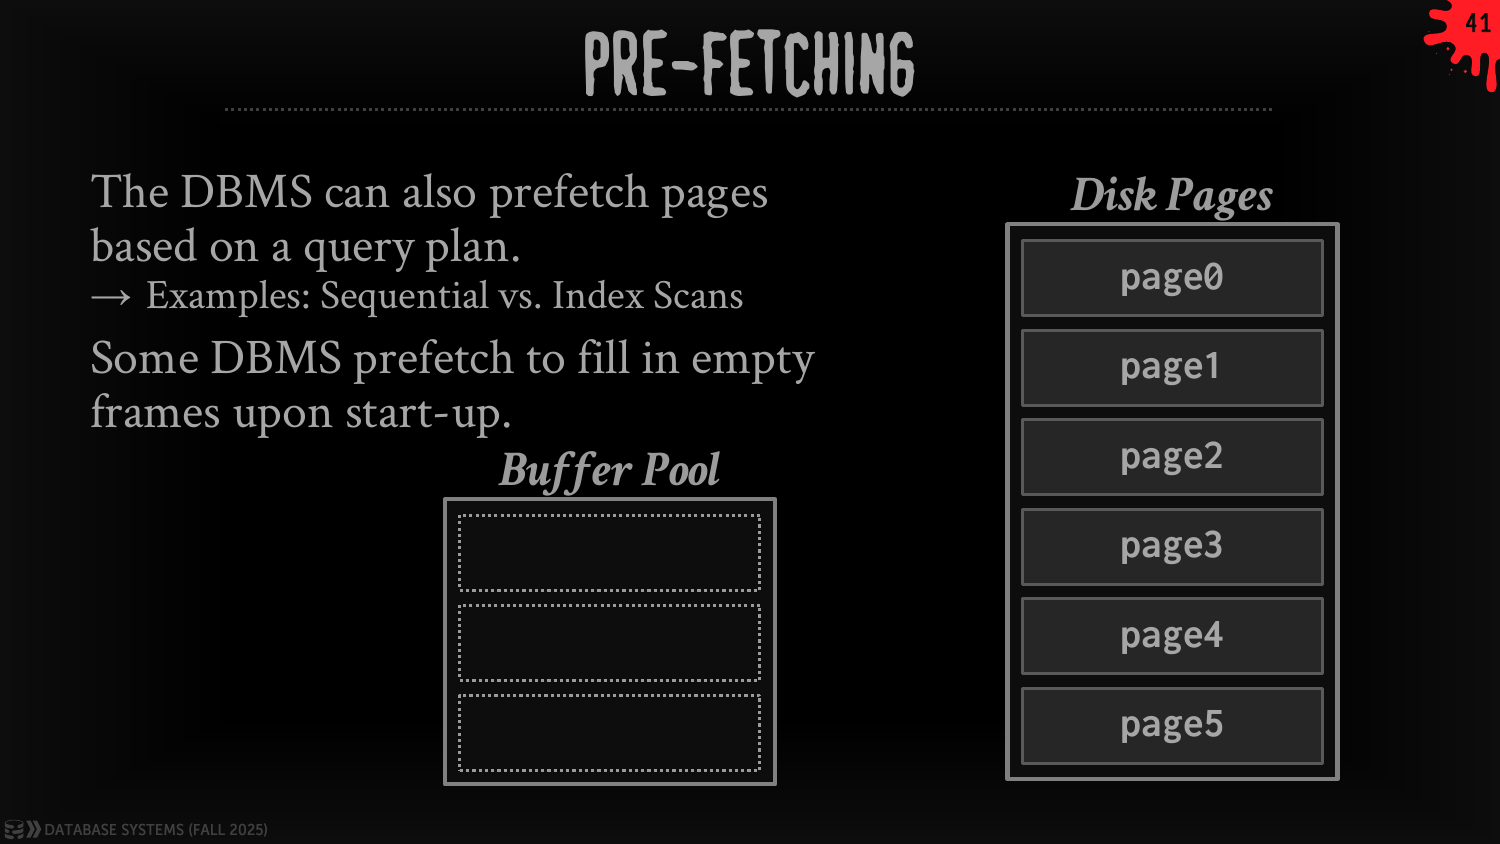 PRE-FETCHING
41
The DBMS can also prefetch pages
based on a query plan.
→ Examples: Sequential vs. Index Scans
Some DBMS prefetch to fill in empty
frames upon start-up.
Buffer Pool
Disk Pages
page0
page1
page2
page3
page4
page5
DATABASE SYSTEMS (FALL 2025)